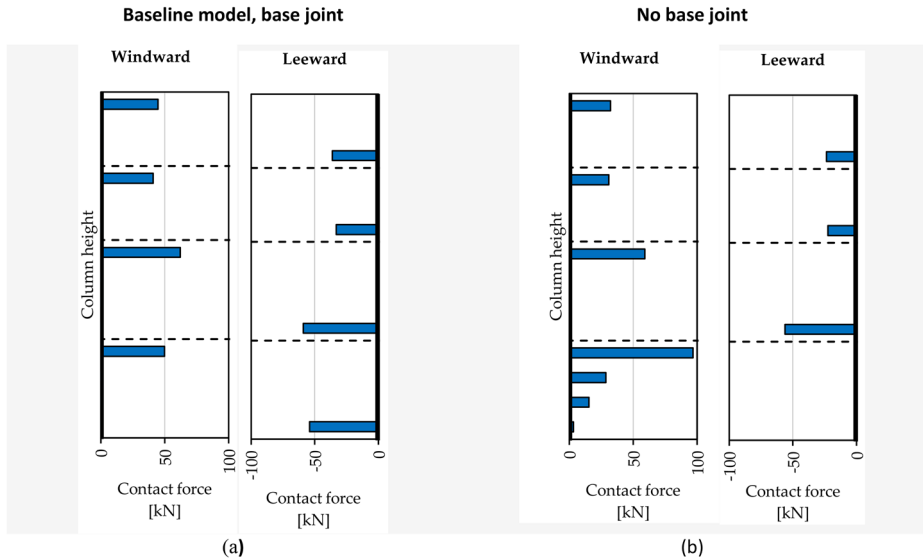 Baseline model, base joint
No base joint
Windward
Leeward
Column height
0
50
100
Contact force
[kN]
-100
-50
0
Contact force
[kN]
(a)
Windward
Leeward
Column height
0
50
100
Contact force
[kN]
-100
-50
0
Contact force
[kN]
(b)